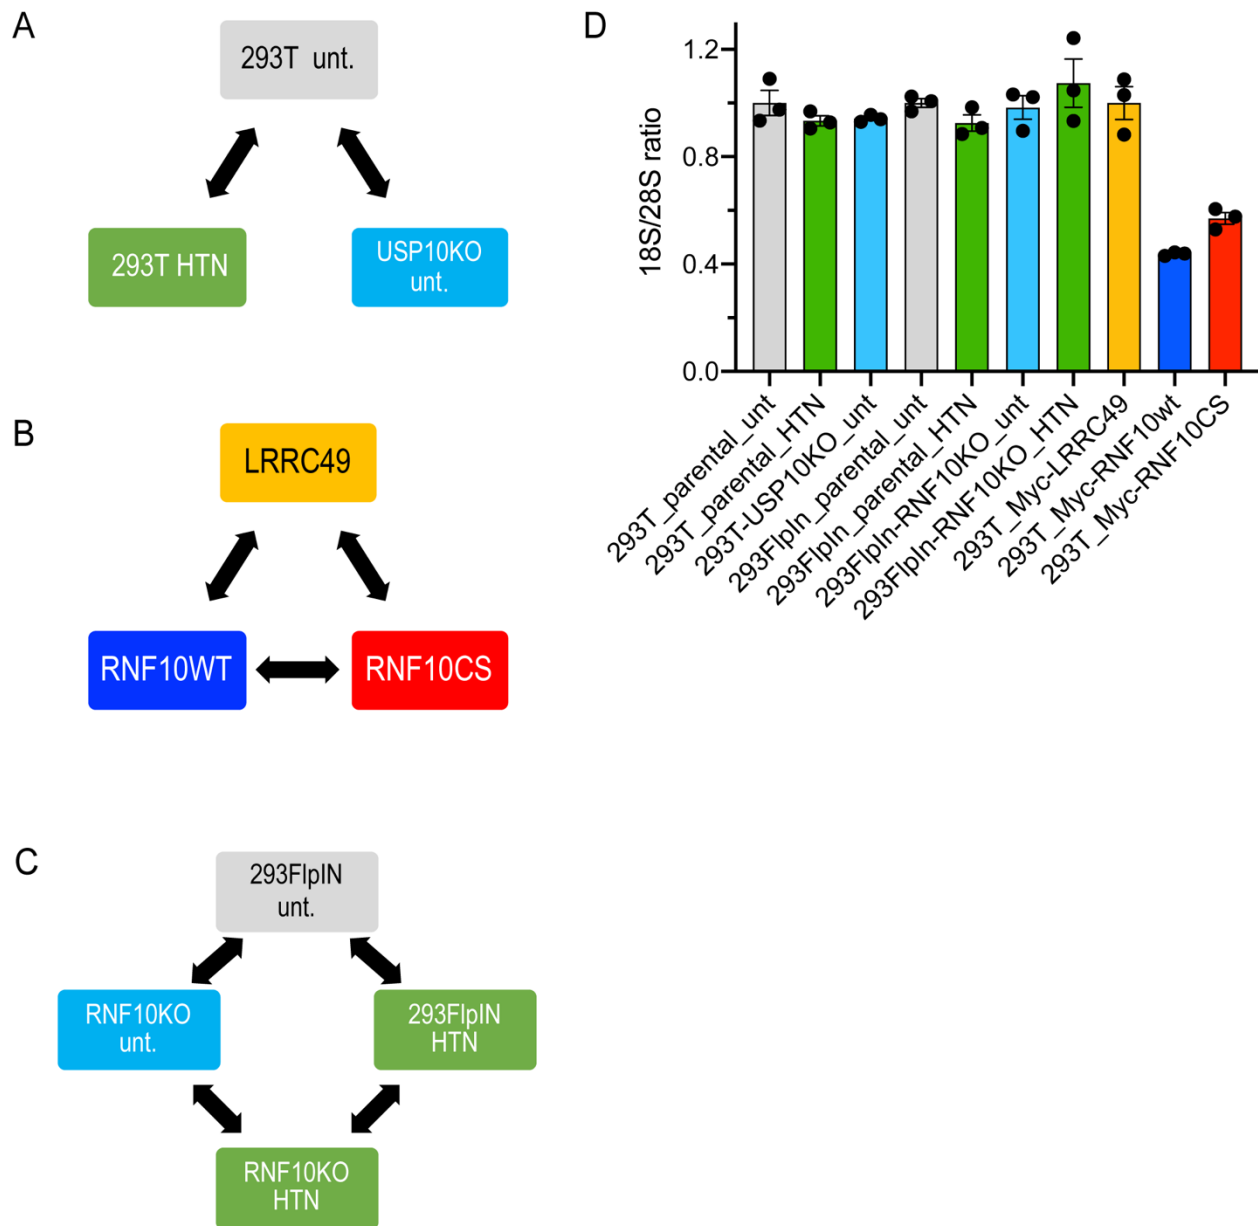 A
293T unt.
293T HTN
USP10KO
unt.
B
LRRC49
RNF10WT
RNF10CS
C
293FlpIN
unt.
RNF10KO
unt.
293FlpIN
HTN
RNF10KO
HTN
D
18S/28S ratio
1.2
0.8
0.4
0.0
293T_parental_unt
293T_parental_HTN
293T-USP10KO_unt
293FlpIn_parental_unt
293FlpIn_parental_HTN
293FlpIn-RNF10KO_unt
293FlpIn-RNF10KO_HTN
293T_Myc-LRRC49
293T_Myc-RNF10wt
293T_Myc-RNF10CS